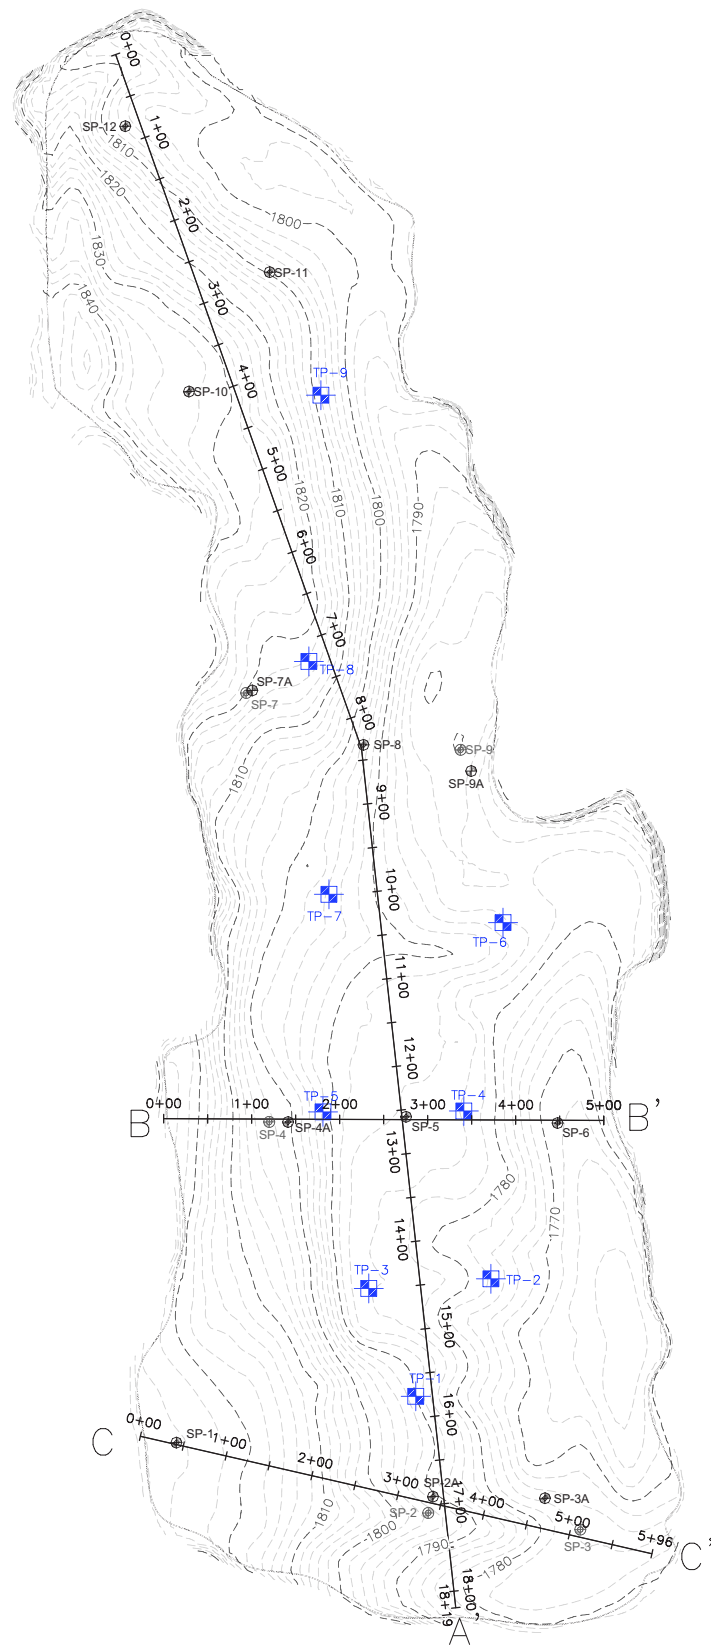 0+00
SP-12
1+00
1810
1820
2+00
1800
1830
SP-11
1840
3+00
TP-9
SP-10
4+00
5+00
1820
1810
1800
1790
6+00
7+00
TP-8
SP-7A
SP-7
8+00
SP-8
SP-9
SP-9A
1810
9+00
10+00
TP-7
TP-6
11+00
12+00
TP-5
TP-4
0+00
1+00
2+00
3+00
4+00
5+00
B
B'
SP-4
SP-4A
SP-5
SP-6
13+00
1780
1770
14+00
TP-3
TP-2
15+00
TP-1
16+00
0+00
C
SP-1
1+00
2+00
3+00
SP-2A
17+00
4+00
SP-3A
SP-2
1810
1800
5+00
SP-3
5+96
C'
1790
1780
18+00
18+19
A'